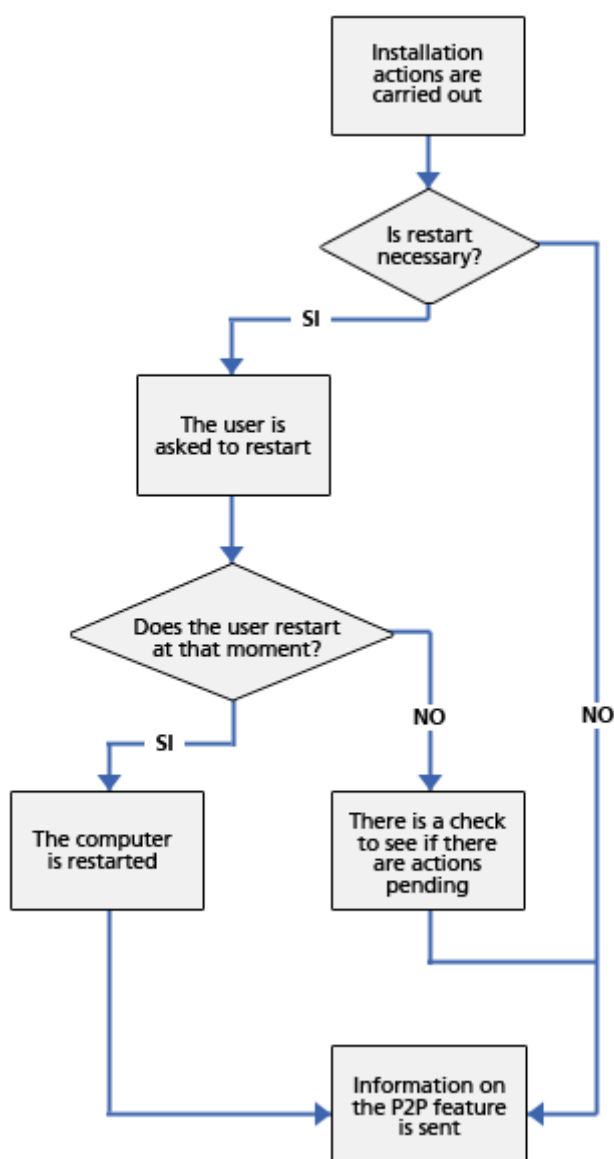 Installation
actions are
carried out
Is restart
necessary?
SI
The user is
asked to restart
Does the user restart
at that moment?
SI
NO
NO
The computer
is restarted
There is a check
to see if there
are actions
pending
Information on
the P2P feature
is sent